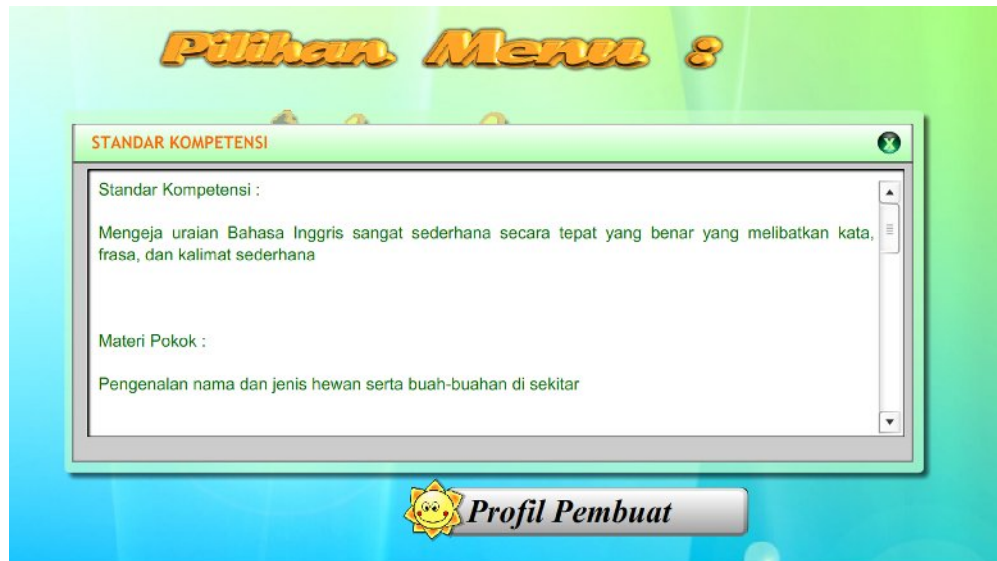 Pilihan Menu :
STANDAR KOMPETENSI
X
Standar Kompetensi :
Mengeja uraian Bahasa Inggris sangat sederhana secara tepat yang benar yang melibatkan kata,
frasa, dan kalimat sederhana
Materi Pokok :
Pengenalan nama dan jenis hewan serta buah-buahan di sekitar
Profil Pembuat